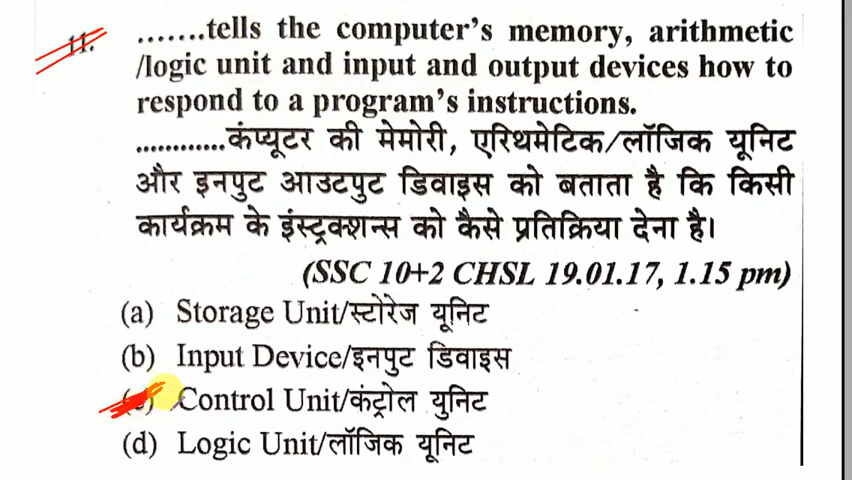 11. .......tells the computer's memory, arithmetic
/logic unit and input and output devices how to
respond to a program's instructions.
............कंप्यूटर की मेमोरी, एरिथमेटिक/लॉजिक यूनिट
और इनपुट आउटपुट डिवाइस को बताता है कि किसी
कार्यक्रम के इंस्ट्रक्शन्स को कैसे प्रतिक्रिया देना है।
(SSC 10+2 CHSL 19.01.17, 1.15 pm)
(a) Storage Unit/स्टोरेज यूनिट
(b) Input Device/इनपुट डिवाइस
(c) Control Unit/कंट्रोल युनिट
(d) Logic Unit/लॉजिक यूनिट